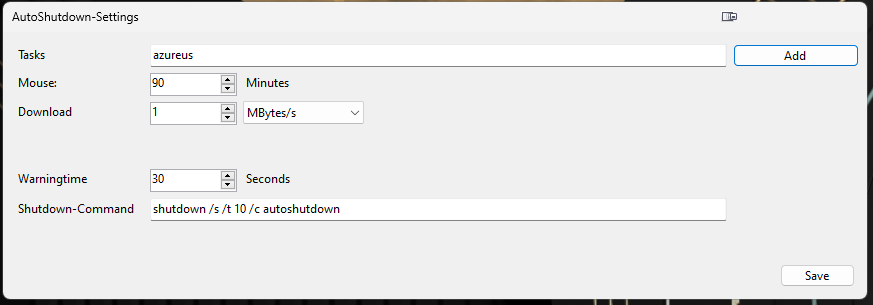 AutoShutdown-Settings
Tasks azureus Add
Mouse: 90 Minutes
Download 1 MBytes/s
Warningtime 30 Seconds
Shutdown-Command shutdown /s /t 10 /c autoshutdown
Save